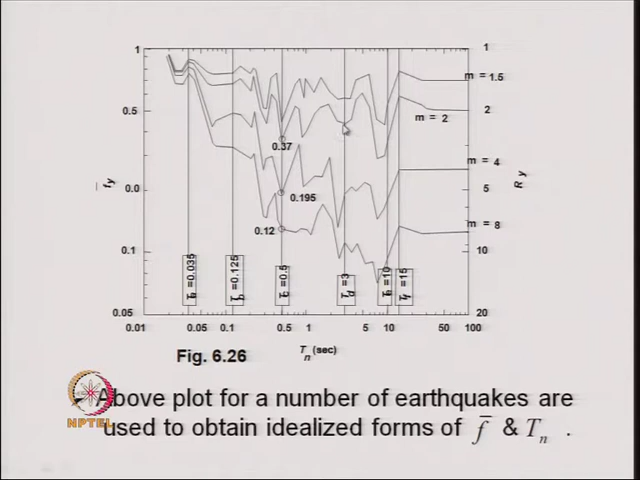 1
0.5
0.0
0.1
0.05
f̅y
1
2
5
10
20
R y
m = 1.5
m = 2
m = 4
m = 8
0.37
0.195
0.12
T =0.035
T b =0.125
T c =0.5
T d =3
T =10
T f =15
0.01
0.05
0.1
0.5
1
5
10
50
100
T n (sec)
Fig. 6.26
Above plot for a number of earthquakes are
used to obtain idealized forms of f̅ & Tn .
NPTEL